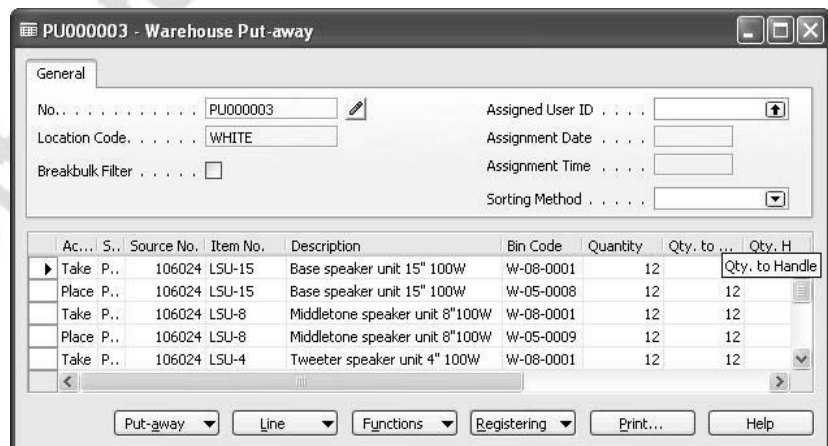 PU000003 - Warehouse Put-away
General
No. . . . . . . . . . . . . PU000003
Assigned User ID . . . .
Location Code. . . . . . WHITE
Assignment Date . . . .
Breakbulk Filter . . . . .
Assignment Time . . . .
Sorting Method . . . . .
Ac... S.. Source No. Item No. Description Bin Code Quantity Qty. to ... Qty. H
Qty. to Handle
Take P.. 106024 LSU-15 Base speaker unit 15" 100W W-08-0001 12
Place P.. 106024 LSU-15 Base speaker unit 15" 100W W-05-0008 12 12
Take P.. 106024 LSU-8 Middletone speaker unit 8"100W W-08-0001 12 12
Place P.. 106024 LSU-8 Middletone speaker unit 8"100W W-05-0009 12 12
Take P.. 106024 LSU-4 Tweeter speaker unit 4" 100W W-08-0001 12 12
Put-away Line Functions Registering Print... Help